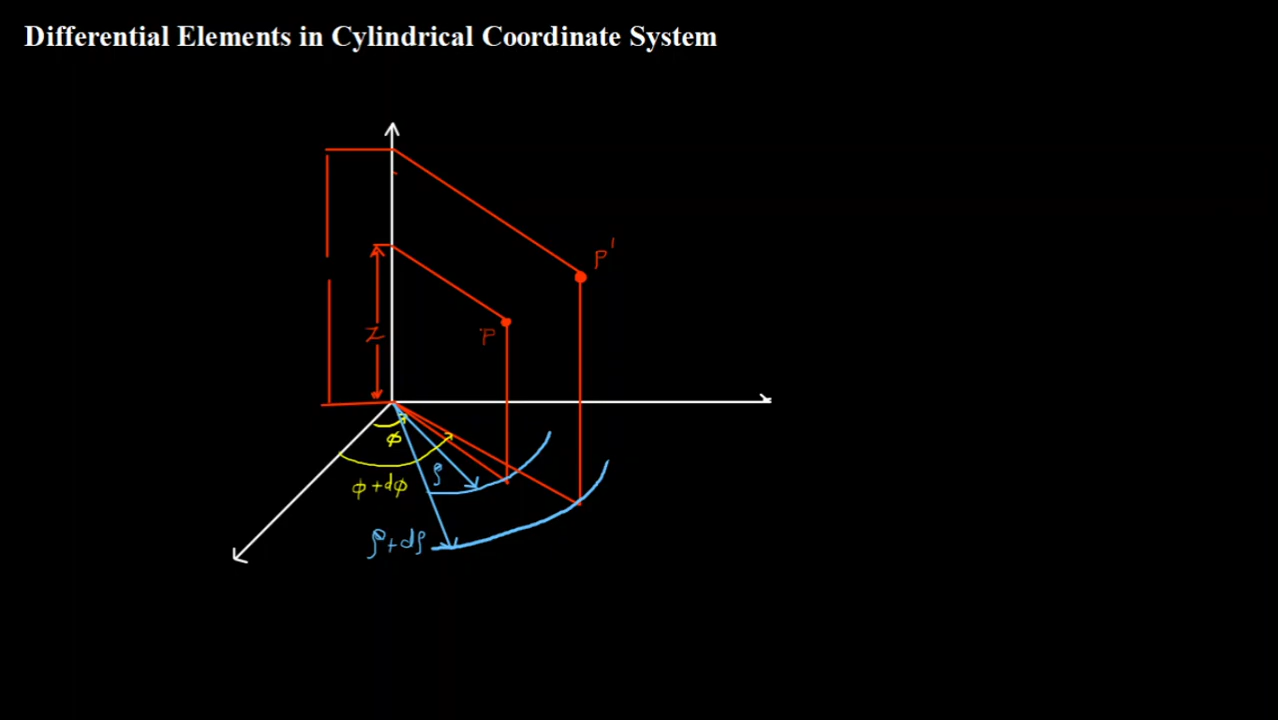 Differential Elements in Cylindrical Coordinate System
P'
P
Z
ϕ
ρ
ϕ+dϕ
ρ+dρ